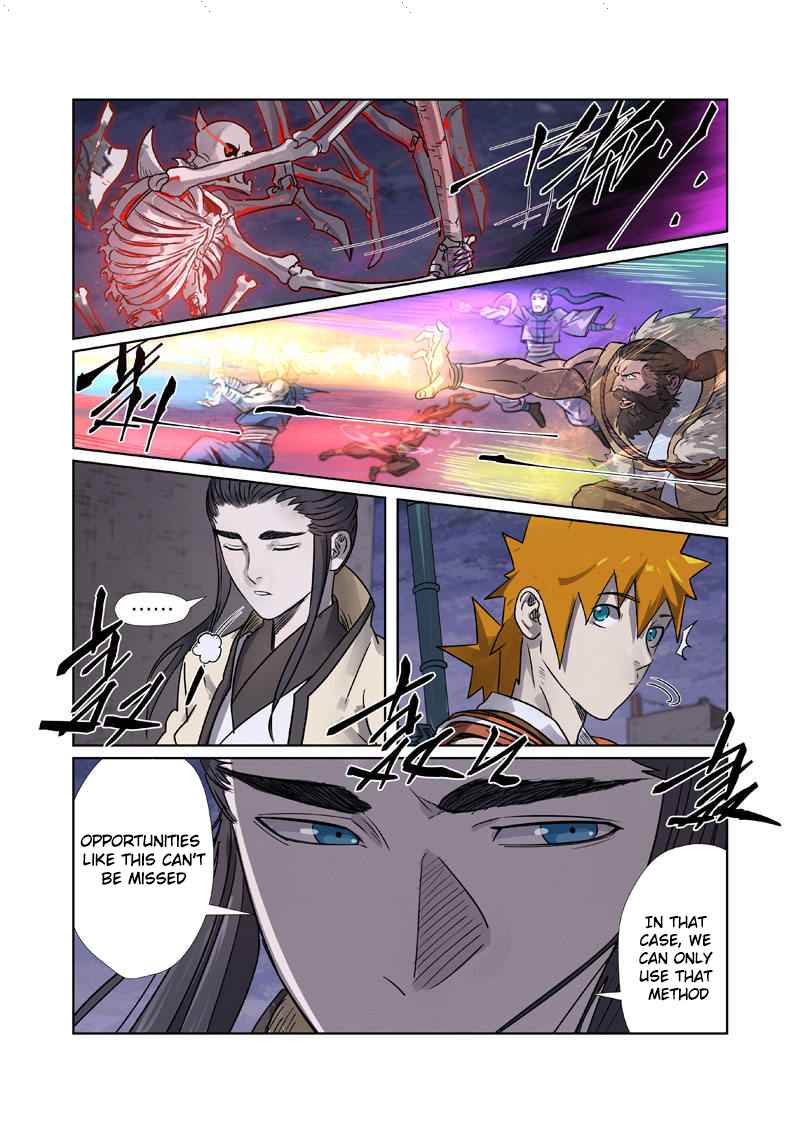 ......
OPPORTUNITIES
LIKE THIS CAN'T
BE MISSED
IN THAT
CASE, WE
CAN ONLY
USE THAT
METHOD